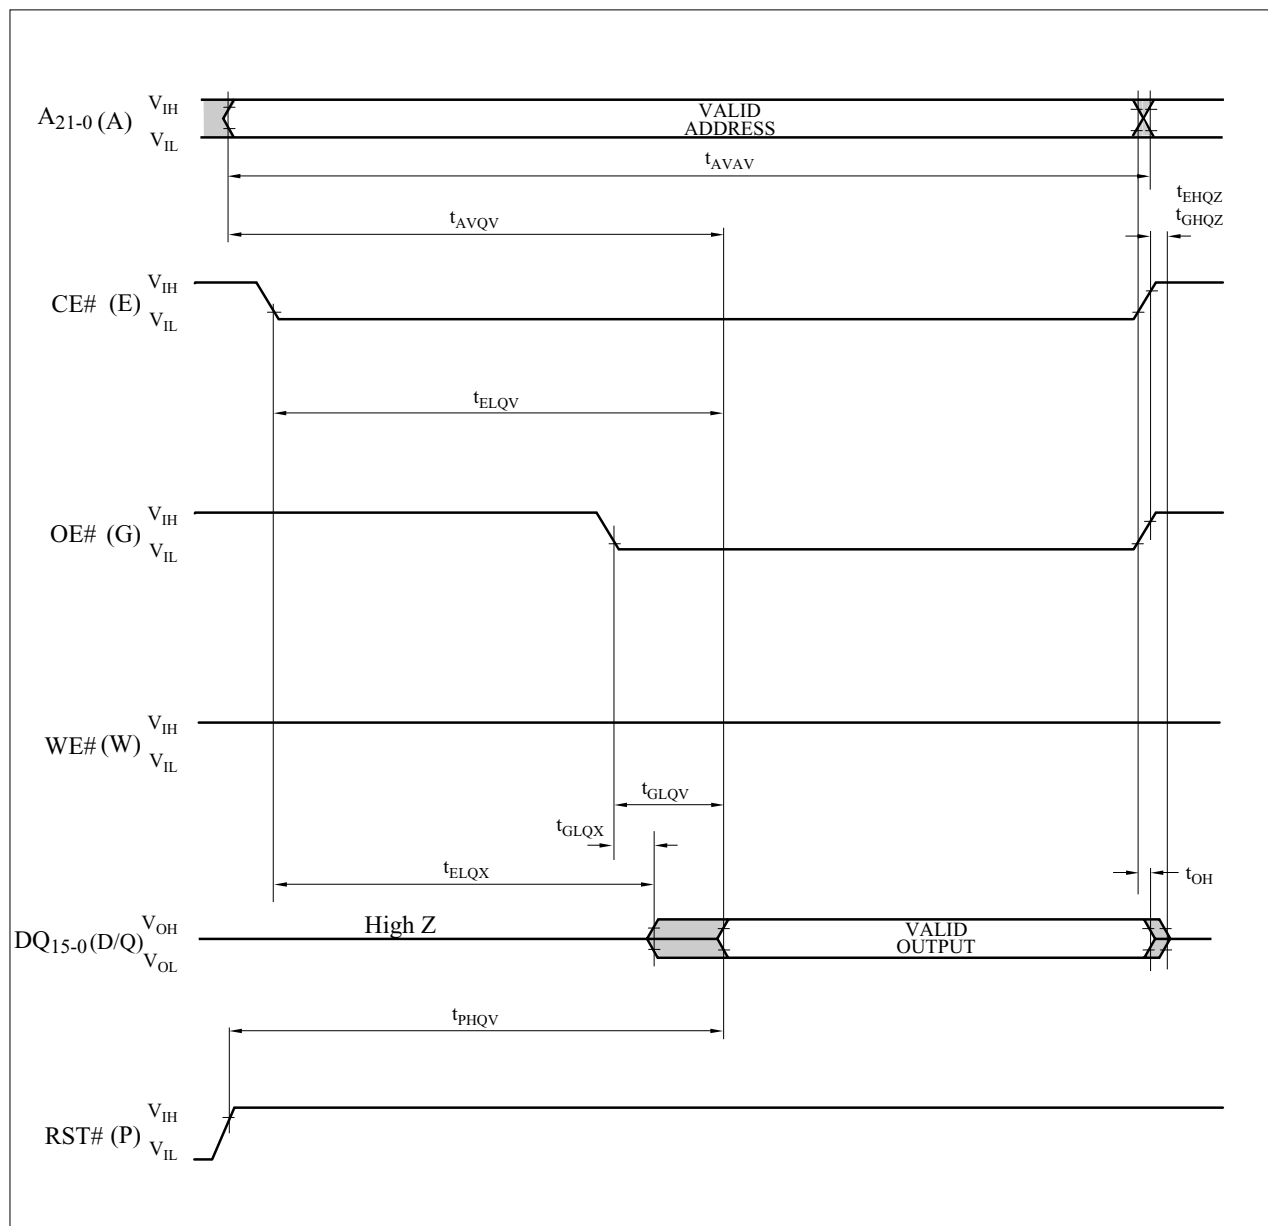 A21-0 (A)
VIH
VIL
VALID
ADDRESS
tAVAV
tEHQZ
tGHQZ
tAVQV
CE# (E)
VIH
VIL
tELQV
OE# (G)
VIH
VIL
WE# (W)
VIH
VIL
tGLQV
tGLQX
tELQX
tOH
DQ15-0 (D/Q)
VOH
VOL
High Z
VALID
OUTPUT
tPHQV
RST# (P)
VIH
VIL